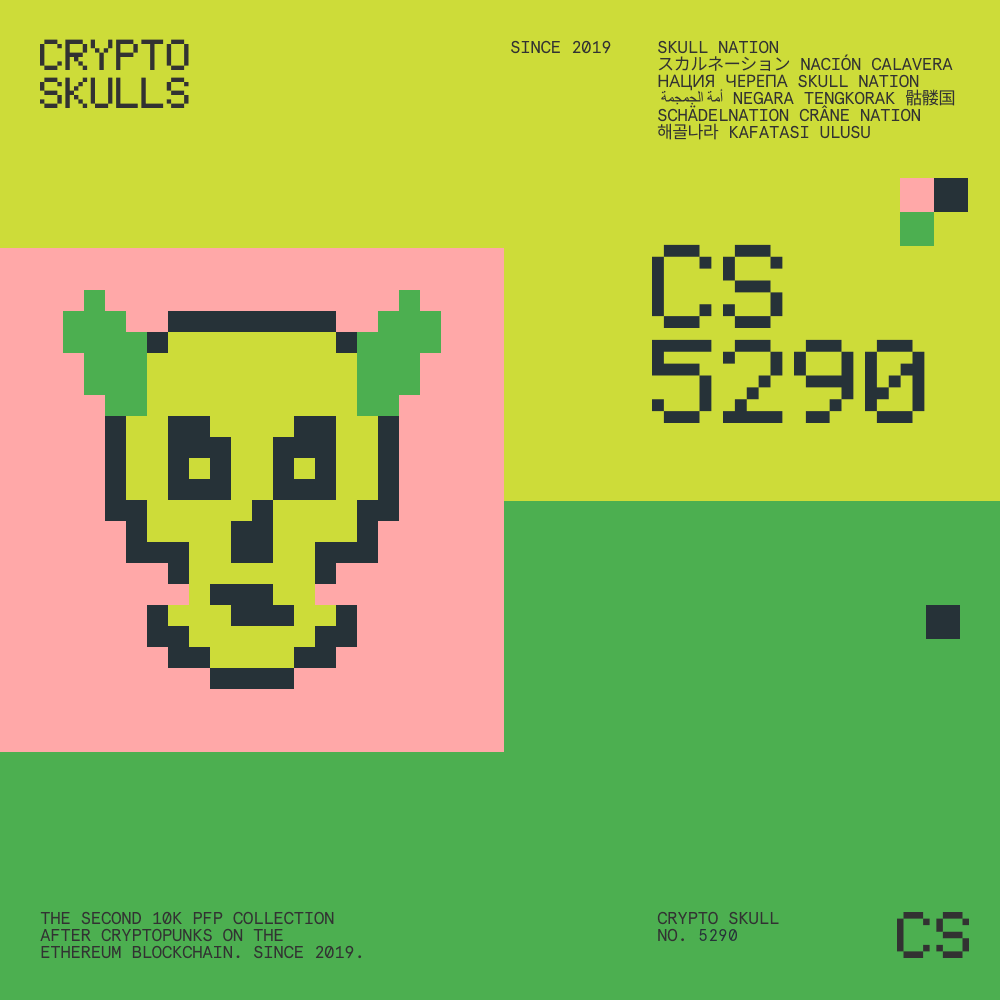 CRYPTO
SKULLS
SINCE 2019
SKULL NATION
スカルネーション NACIÓN CALAVERA
НАЦИЯ ЧЕРЕПА SKULL NATION
أمة الجمجمة NEGARA TENGKORAK 骷髅国
SCHÄDELNATION CRÂNE NATION
해골나라 KAFATASI ULUSU
CS
5290
THE SECOND 10K PFP COLLECTION
AFTER CRYPTOPUNKS ON THE
ETHEREUM BLOCKCHAIN. SINCE 2019.
CRYPTO SKULL
NO. 5290
CS